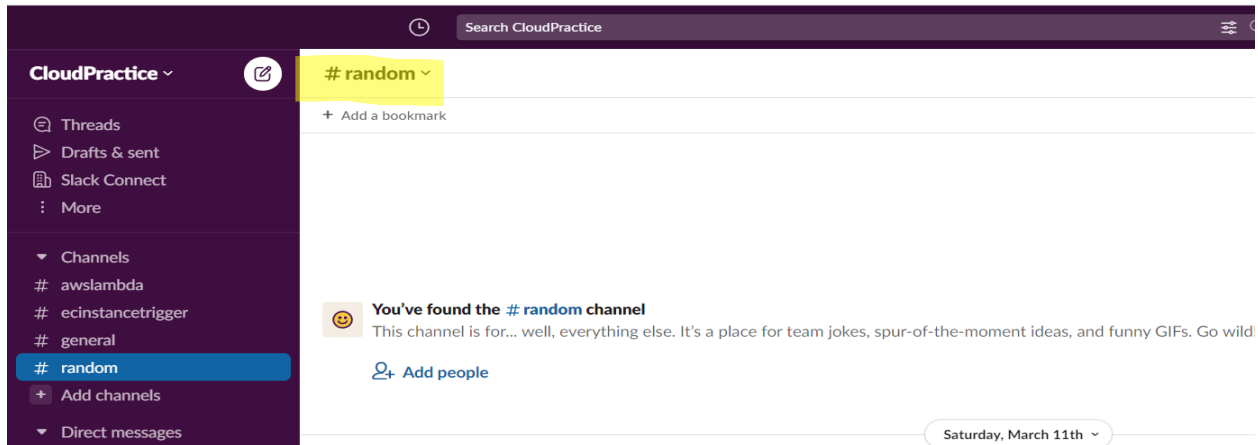 Search CloudPractice
CloudPractice
# random
+ Add a bookmark
Threads
Drafts & sent
Slack Connect
More
Channels
# awslambda
# ecinstancetrigger
# general
# random
+ Add channels
Direct messages
You've found the # random channel
This channel is for... well, everything else. It's a place for team jokes, spur-of-the-moment ideas, and funny GIFs. Go wild!
Add people
Saturday, March 11th